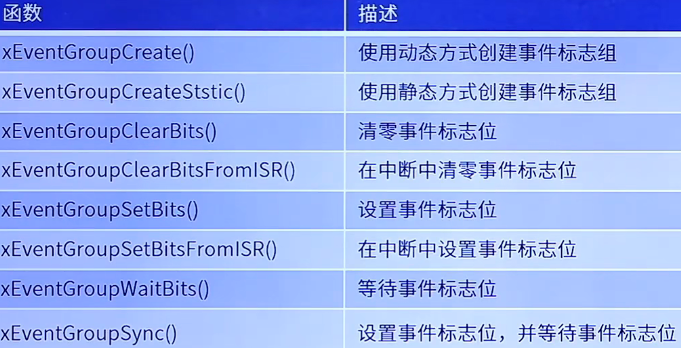 函数 描述
xEventGroupCreate() 使用动态方式创建事件标志组
xEventGroupCreateStstic() 使用静态方式创建事件标志组
xEventGroupClearBits() 清零事件标志位
xEventGroupClearBitsFromISR() 在中断中清零事件标志位
xEventGroupSetBits() 设置事件标志位
xEventGroupSetBitsFromISR() 在中断中设置事件标志位
xEventGroupWaitBits() 等待事件标志位
xEventGroupSync() 设置事件标志位，并等待事件标志位